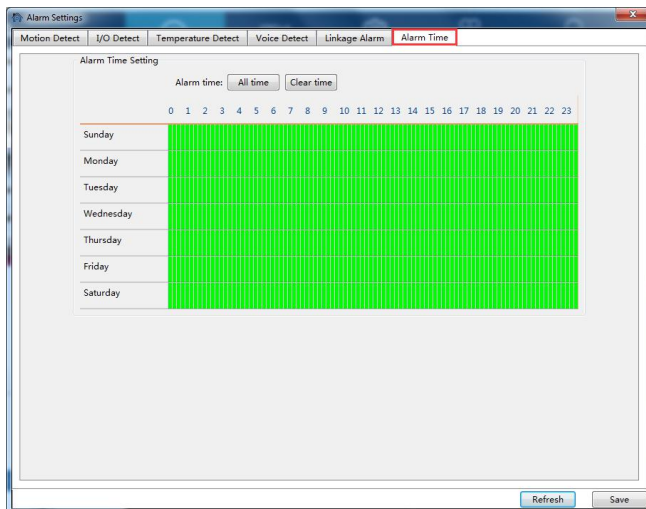 Alarm Settings
Motion Detect I/O Detect Temperature Detect Voice Detect Linkage Alarm Alarm Time
Alarm Time Setting
Alarm time: All time Clear time
0 1 2 3 4 5 6 7 8 9 10 11 12 13 14 15 16 17 18 19 20 21 22 23
Sunday
Monday
Tuesday
Wednesday
Thursday
Friday
Saturday
Refresh Save